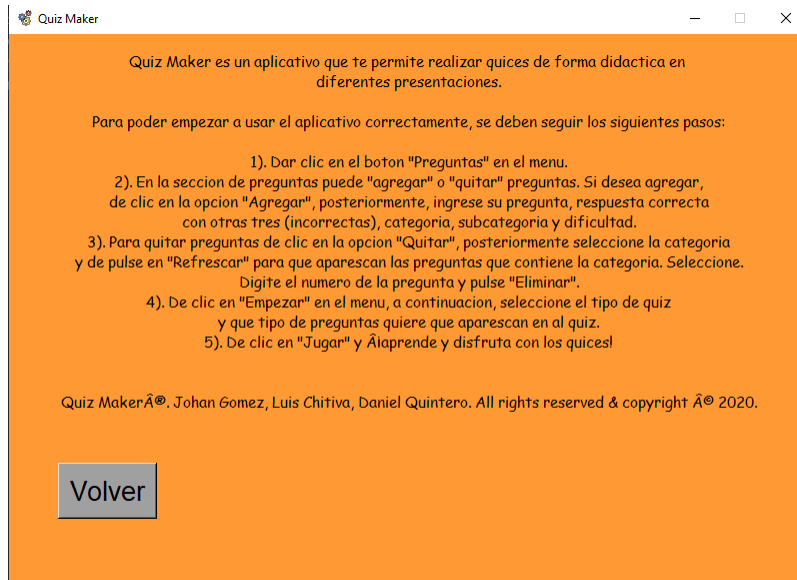 Quiz Maker
Quiz Maker es un aplicativo que te permite realizar quices de forma didactica en
diferentes presentaciones.
Para poder empezar a usar el aplicativo correctamente, se deben seguir los siguientes pasos:
1). Dar clic en el boton "Preguntas" en el menu.
2). En la seccion de preguntas puede "agregar" o "quitar" preguntas. Si desea agregar,
de clic en la opcion "Agregar", posteriormente, ingrese su pregunta, respuesta correcta
con otras tres (incorrectas), categoria, subcategoria y dificultad.
3). Para quitar preguntas de clic en la opcion "Quitar", posteriormente seleccione la categoria
y de pulse en "Refrescar" para que aparescan las preguntas que contiene la categoria. Seleccione.
Digite el numero de la pregunta y pulse "Eliminar".
4). De clic en "Empezar" en el menu, a continuacion, seleccione el tipo de quiz
y que tipo de preguntas quiere que aparescan en al quiz.
5). De clic en "Jugar" y Â¡aprende y disfruta con los quices!
Quiz MakerÂ®. Johan Gomez, Luis Chitiva, Daniel Quintero. All rights reserved & copyright Â© 2020.
Volver